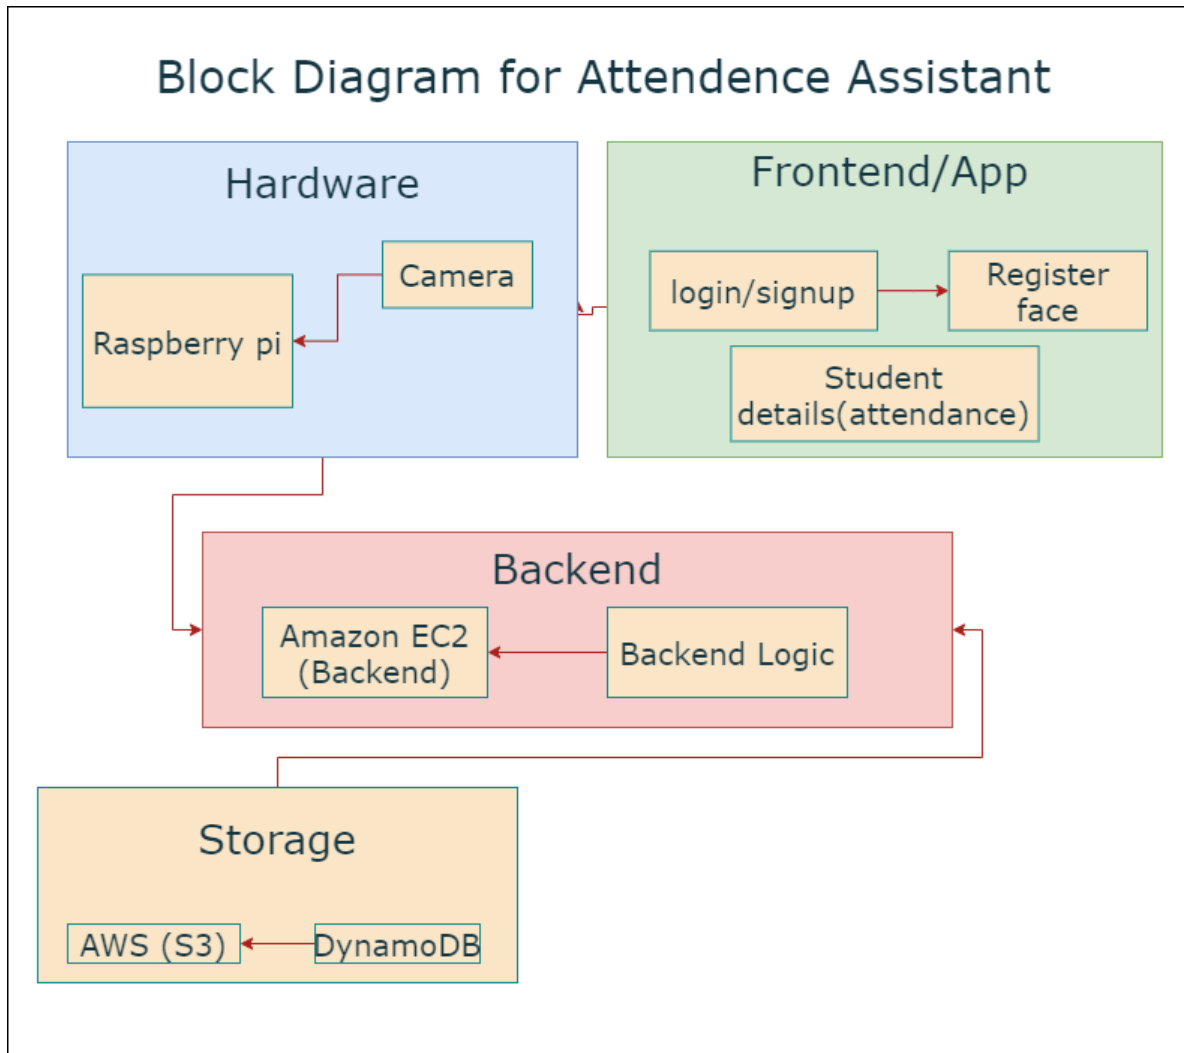 Block Diagram for Attendence Assistant
Hardware
Camera
Raspberry pi
Frontend/App
login/signup
Register
face
Student
details(attendance)
Backend
Amazon EC2
(Backend)
Backend Logic
Storage
AWS (S3)
DynamoDB